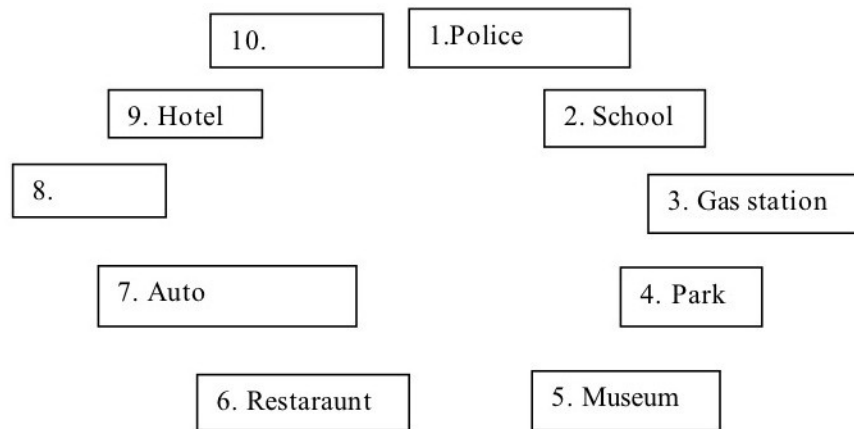 10.
1.Police
9. Hotel
2. School
8.
3. Gas station
7. Auto
4. Park
6. Restaraunt
5. Museum